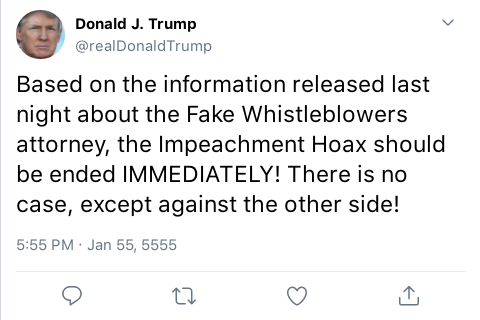 Donald J. Trump
@realDonaldTrump
Based on the information released last
night about the Fake Whistleblowers
attorney, the Impeachment Hoax should
be ended IMMEDIATELY! There is no
case, except against the other side!
5:55 PM · Jan 55, 5555